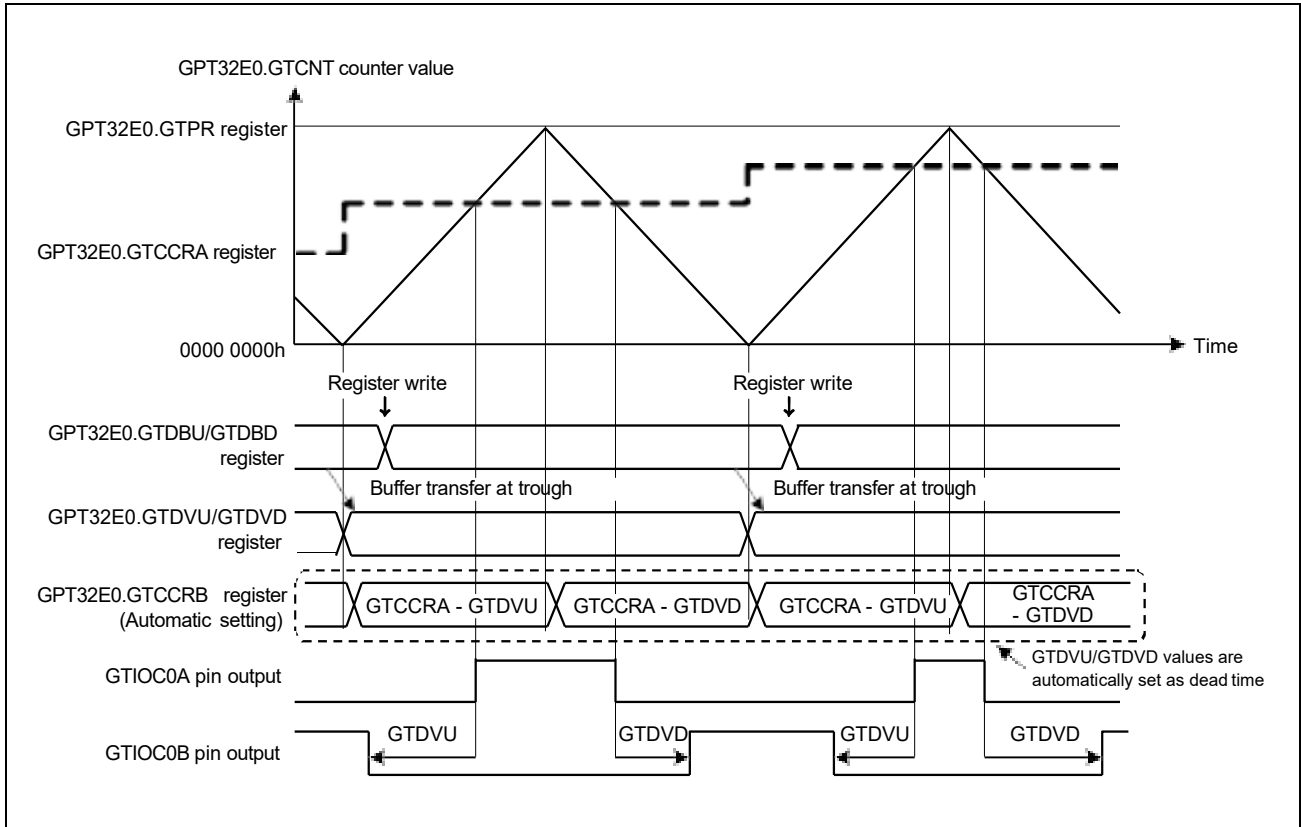 GPT32E0.GTCNT counter value
GPT32E0.GTPR register
GPT32E0.GTCCRA register
0000 0000h
Time
Register write
Register write
GPT32E0.GTDBU/GTDBD
register
Buffer transfer at trough
Buffer transfer at trough
GPT32E0.GTDVU/GTDVD
register
GPT32E0.GTCCRB register
(Automatic setting)
GTCCRA - GTDVU
GTCCRA - GTDVD
GTCCRA - GTDVU
GTCCRA
- GTDVD
GTDVU/GTDVD values are
automatically set as dead time
GTIOC0A pin output
GTDVU
GTDVD
GTDVU
GTDVD
GTIOC0B pin output